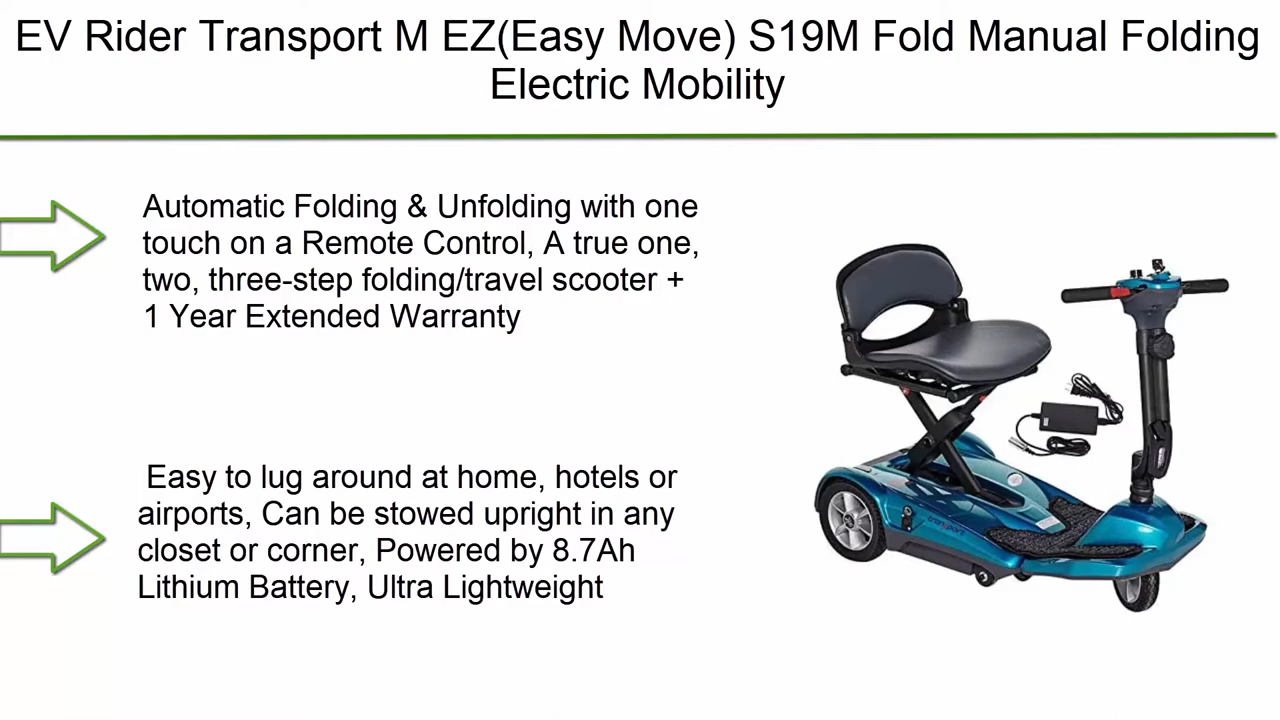 EV Rider Transport M EZ(Easy Move) S19M Fold Manual Folding
Electric Mobility
Automatic Folding & Unfolding with one
touch on a Remote Control, A true one,
two, three-step folding/travel scooter +
1 Year Extended Warranty
Easy to lug around at home, hotels or
airports, Can be stowed upright in any
closet or corner, Powered by 8.7Ah
Lithium Battery, Ultra Lightweight
transport